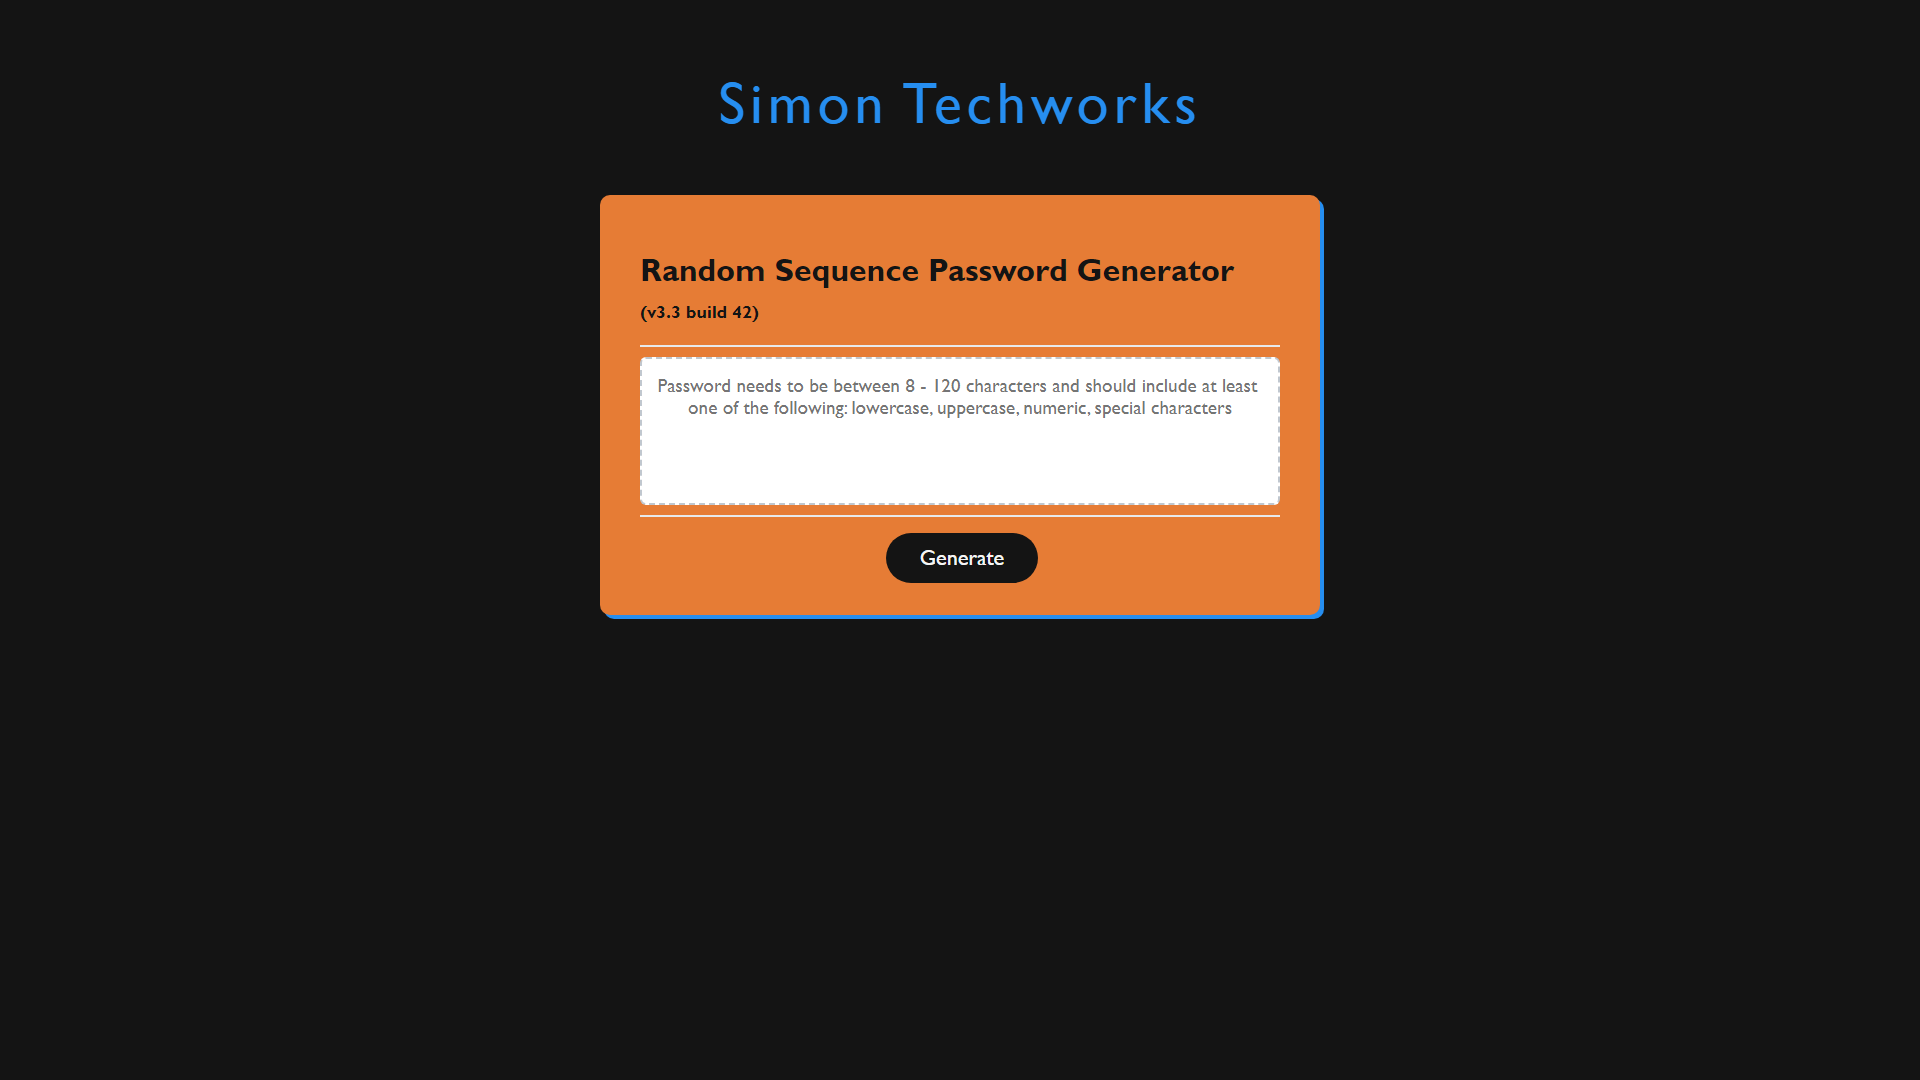 Simon Techworks
Random Sequence Password Generator
(v3.3 build 42)
Password needs to be between 8 - 120 characters and should include at least
one of the following: lowercase, uppercase, numeric, special characters
Generate